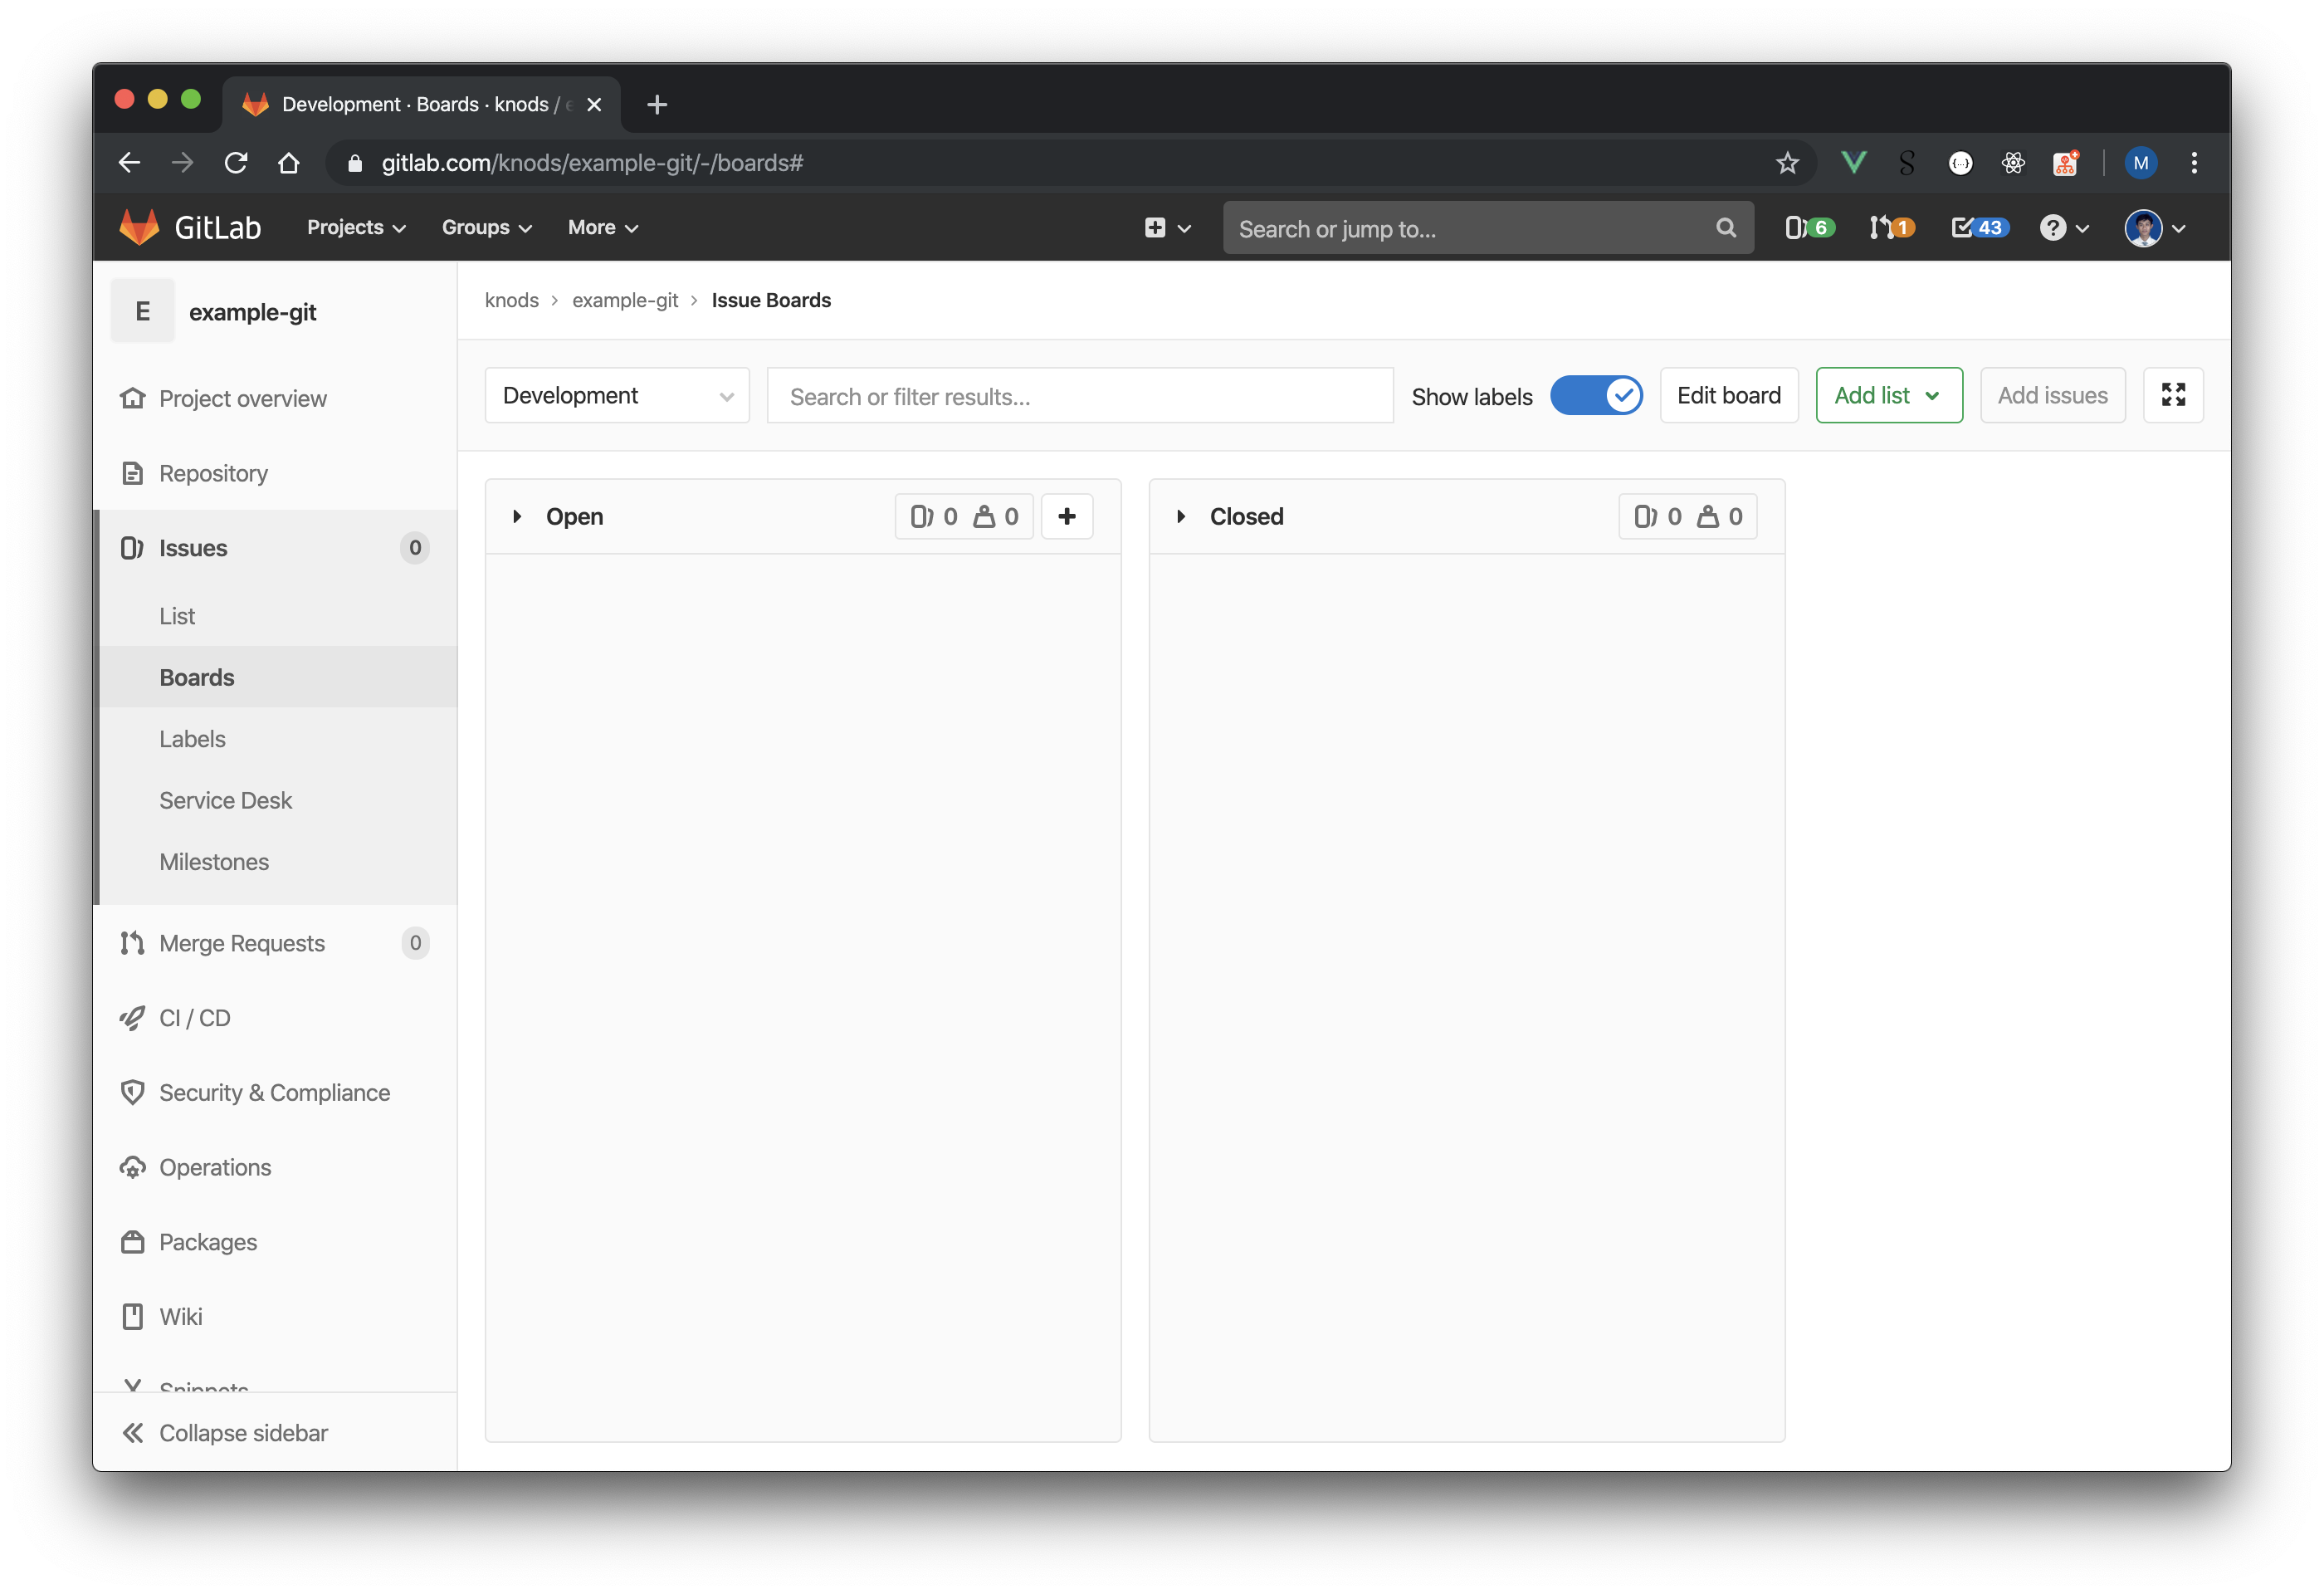 Development · Boards · knods /
gitlab.com/knods/example-git/-/boards#
M
GitLab Projects Groups More Search or jump to... 6 1 43
E example-git
knods > example-git > Issue Boards
Development Search or filter results... Show labels Edit board Add list Add issues
Project overview
Repository
Issues 0
List
Boards
Labels
Service Desk
Milestones
Merge Requests 0
CI / CD
Security & Compliance
Operations
Packages
Wiki
Snippets
Collapse sidebar
Open 0 0
Closed 0 0